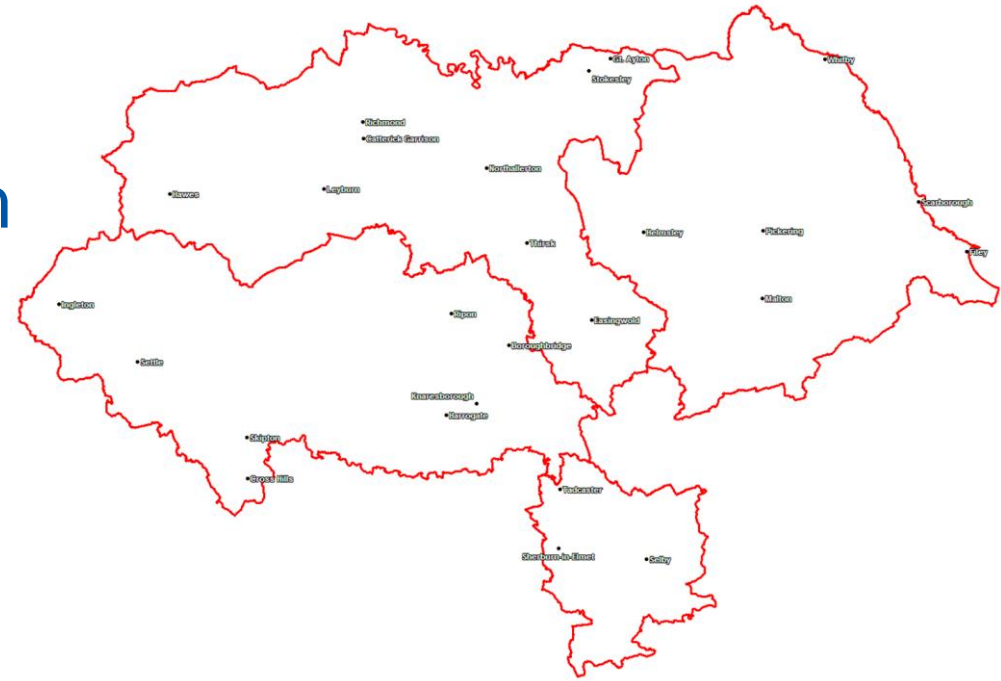 Gt. Ayton
Whitby
Stokesley
Richmond
Catterick Garrison
Northallerton
Leyburn
Hawes
n
Scarborough
Helmsley
Pickering
Thirsk
Filey
Malton
Ingleton
Ripon
Easingwold
Boroughbridge
Settle
Knaresborough
Harrogate
Skipton
Cross Hills
Tadcaster
Sherburn-in-Elmet
Selby